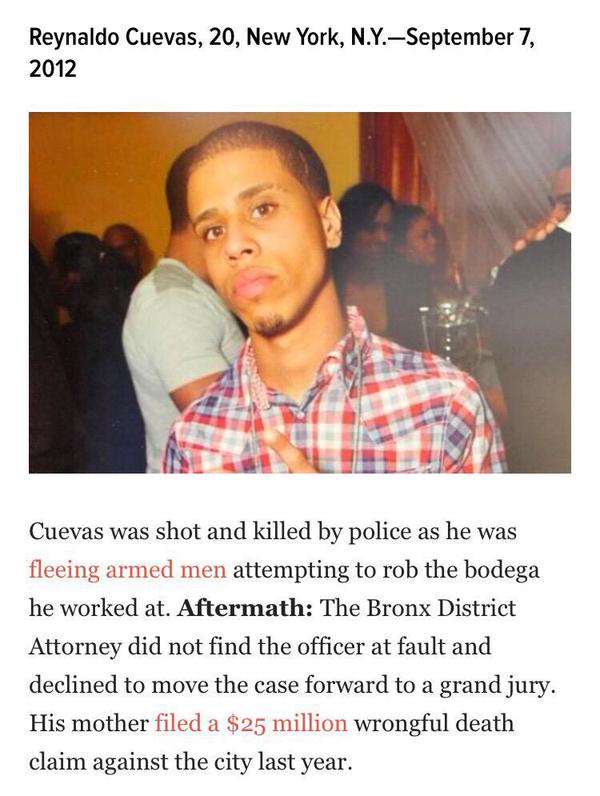 Reynaldo Cuevas, 20, New York, N.Y.—September 7,
2012
Cuevas was shot and killed by police as he was
fleeing armed men attempting to rob the bodega
he worked at. Aftermath: The Bronx District
Attorney did not find the officer at fault and
declined to move the case forward to a grand jury.
His mother filed a $25 million wrongful death
claim against the city last year.